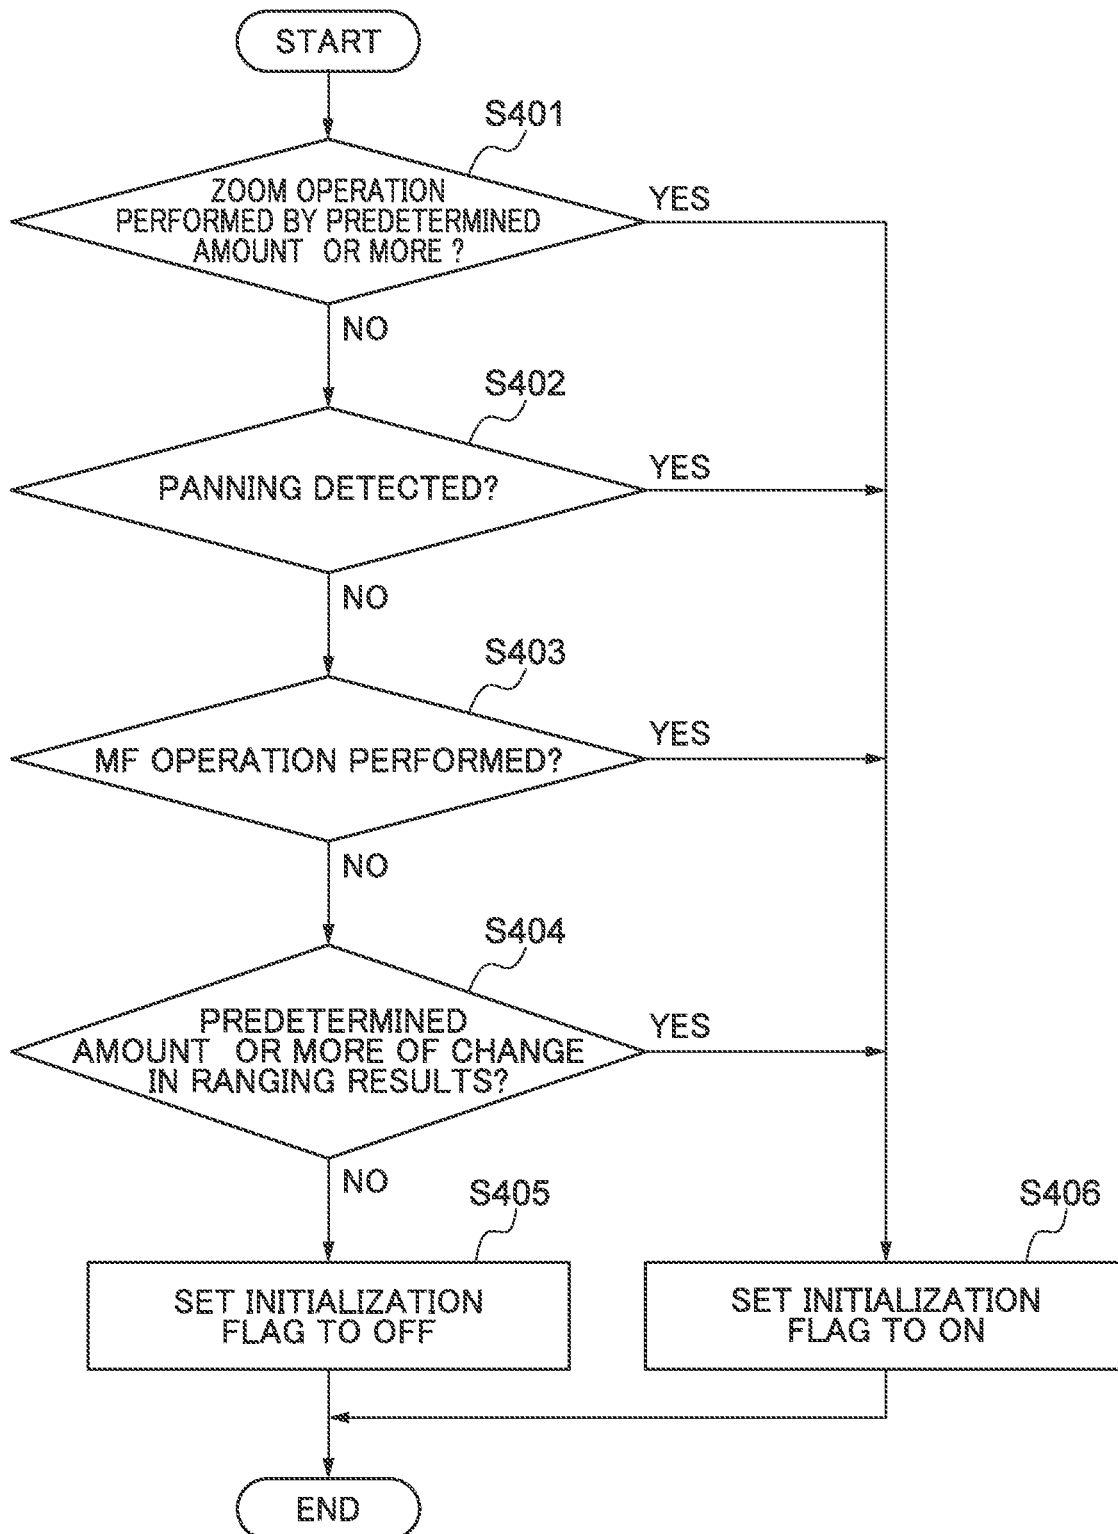 START
S401
ZOOM OPERATION
PERFORMED BY PREDETERMINED
AMOUNT OR MORE ?
YES
NO
S402
PANNING DETECTED?
YES
NO
S403
MF OPERATION PERFORMED?
YES
NO
S404
PREDETERMINED
AMOUNT OR MORE OF CHANGE
IN RANGING RESULTS?
YES
NO
S405
SET INITIALIZATION
FLAG TO OFF
S406
SET INITIALIZATION
FLAG TO ON
END